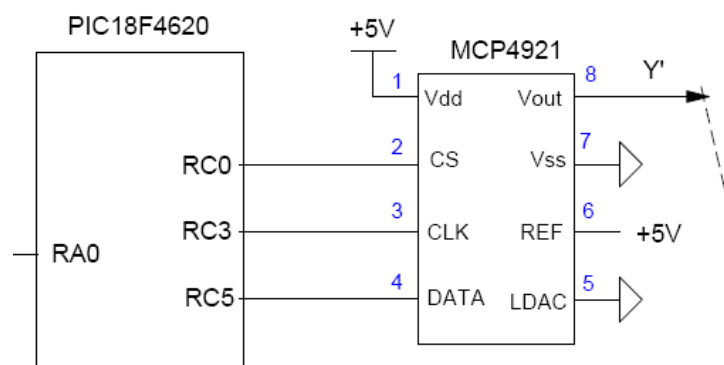 PIC18F4620
+5V
MCP4921
1
Vdd
Vout
8
Y'
RC0
2
CS
Vss
7
RC3
3
CLK
REF
6
+5V
RA0
RC5
4
DATA
LDAC
5